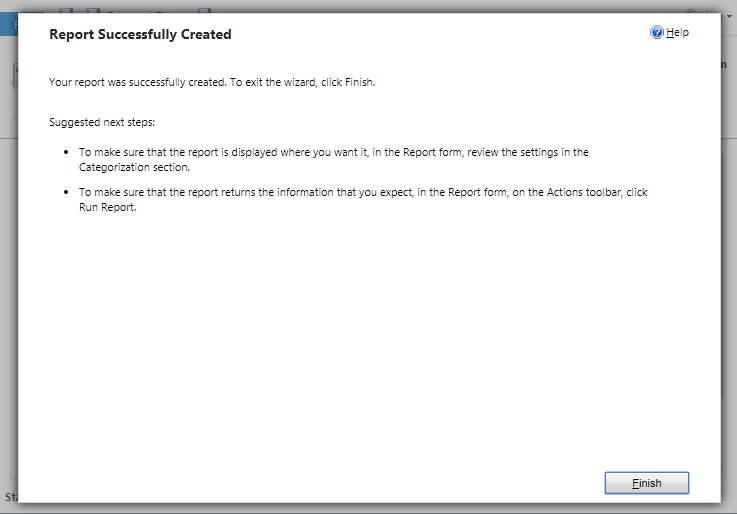 Report Successfully Created
Help
Your report was successfully created. To exit the wizard, click Finish.
Suggested next steps:
• To make sure that the report is displayed where you want it, in the Report form, review the settings in the
Categorization section.
• To make sure that the report returns the information that you expect, in the Report form, on the Actions toolbar, click
Run Report.
Finish